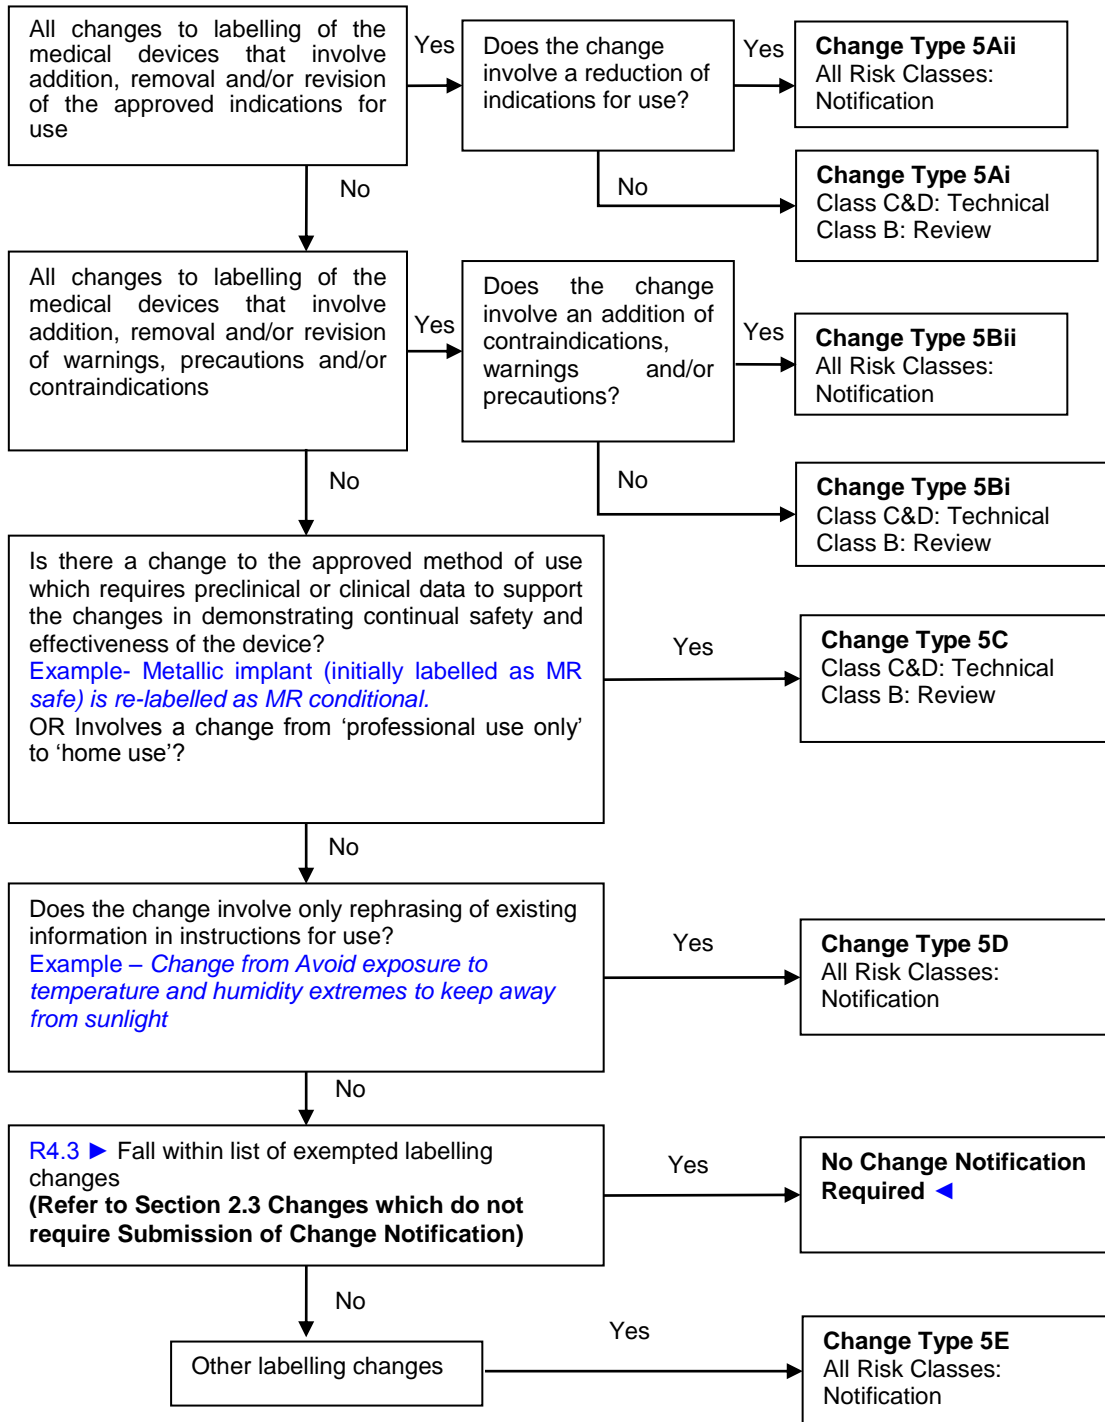 All changes to labelling of the
medical devices that involve
addition, removal and/or revision
of the approved indications for
use
Yes
Does the change
involve a reduction of
indications for use?
Yes
Change Type 5Aii
All Risk Classes:
Notification
No
No
Change Type 5Ai
Class C&D: Technical
Class B: Review
All changes to labelling of the
medical devices that involve
addition, removal and/or revision
of warnings, precautions and/or
contraindications
Yes
Does the change
involve an addition of
contraindications,
warnings and/or
precautions?
Yes
Change Type 5Bii
All Risk Classes:
Notification
No
No
Change Type 5Bi
Class C&D: Technical
Class B: Review
Is there a change to the approved method of use
which requires preclinical or clinical data to support
the changes in demonstrating continual safety and
effectiveness of the device?
Example- Metallic implant (initially labelled as MR
safe) is re-labelled as MR conditional.
OR Involves a change from ‘professional use only’
to ‘home use’?
Yes
Change Type 5C
Class C&D: Technical
Class B: Review
No
Does the change involve only rephrasing of existing
information in instructions for use?
Example – Change from Avoid exposure to
temperature and humidity extremes to keep away
from sunlight
Yes
Change Type 5D
All Risk Classes:
Notification
No
R4.3 ► Fall within list of exempted labelling
changes
(Refer to Section 2.3 Changes which do not
require Submission of Change Notification)
Yes
No Change Notification
Required ◄
No
Other labelling changes
Yes
Change Type 5E
All Risk Classes:
Notification